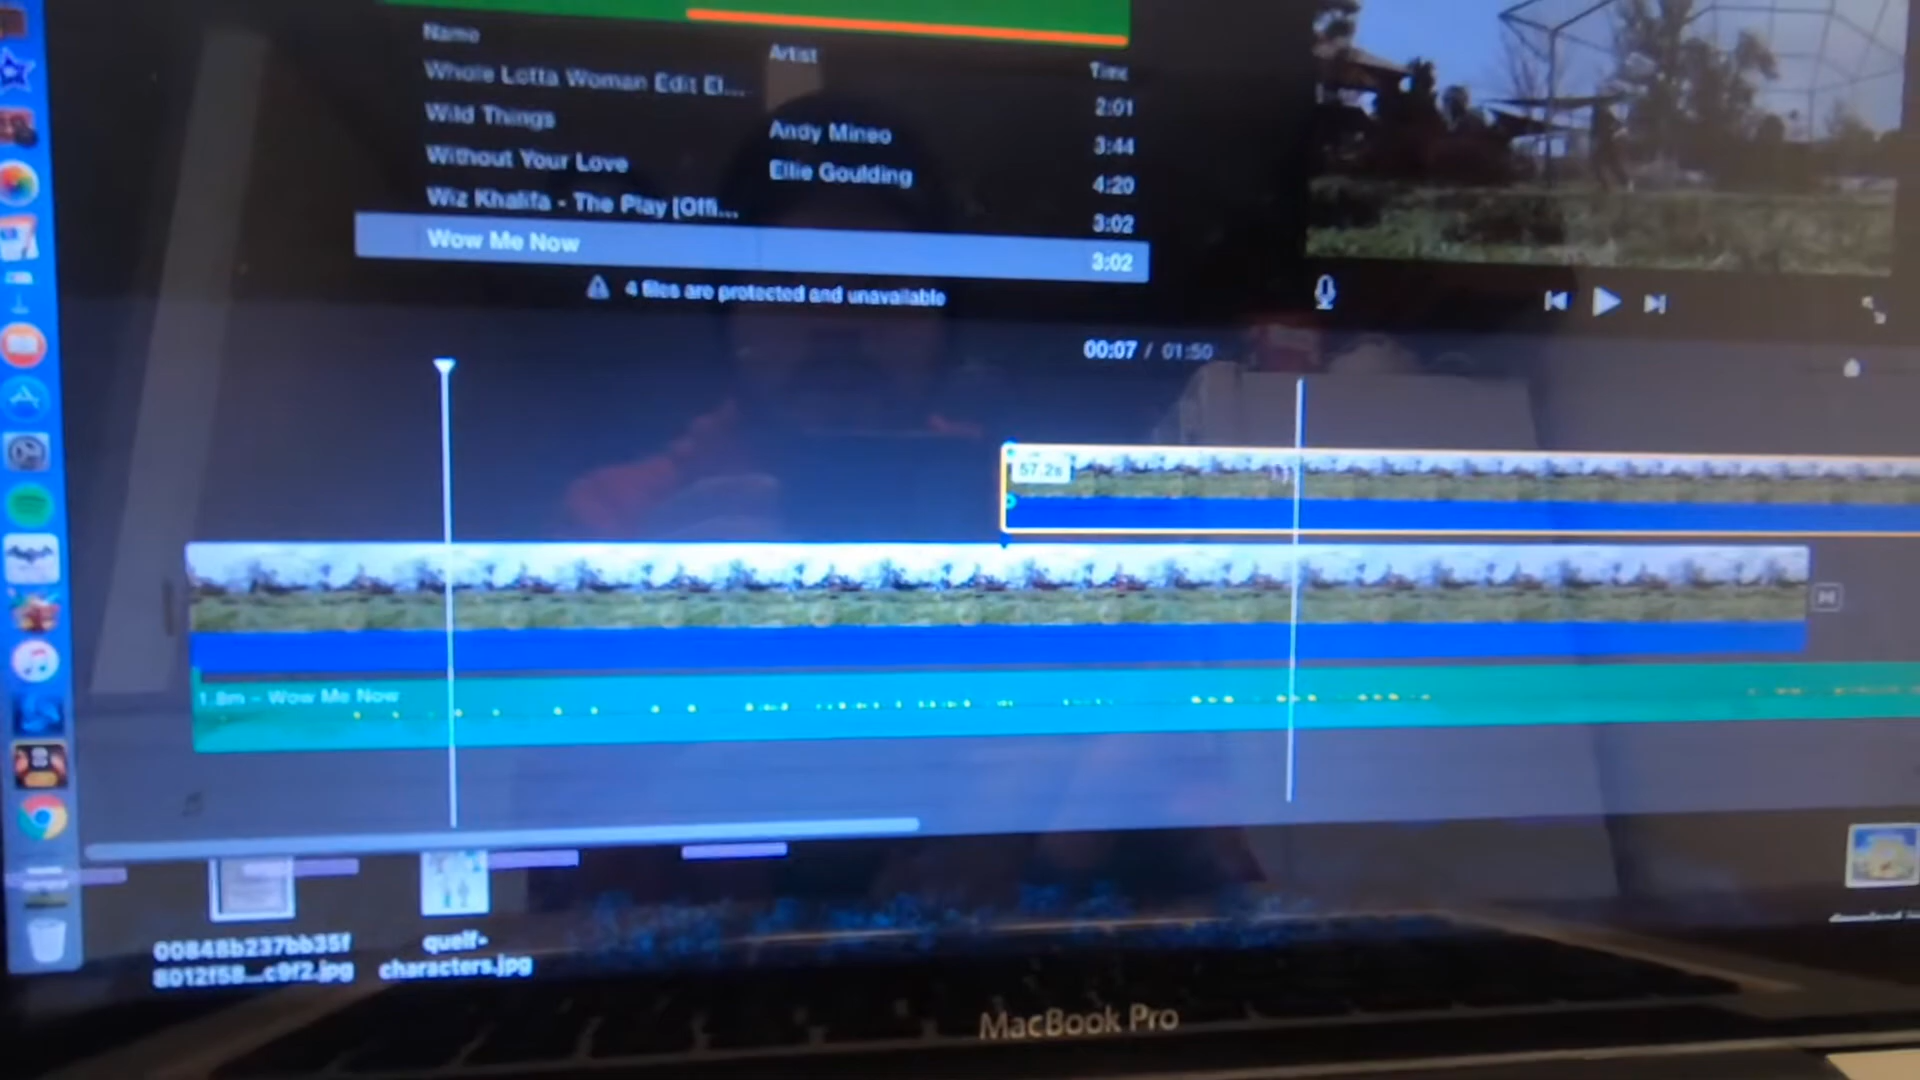 Name Artist Time
Whole Lotta Woman Edit El... 2:01
Wild Things Andy Mineo 3:44
Without Your Love Ellie Goulding 4:20
Wiz Khalifa - The Play [Offi... 3:02
Wow Me Now 3:02
4 files are protected and unavailable
00:07 / 01:50
57.2s
1.8m - Wow Me Now
00848b237bb35f
8012f58...c9f2.jpg
quelf-
characters.jpg
MacBook Pro